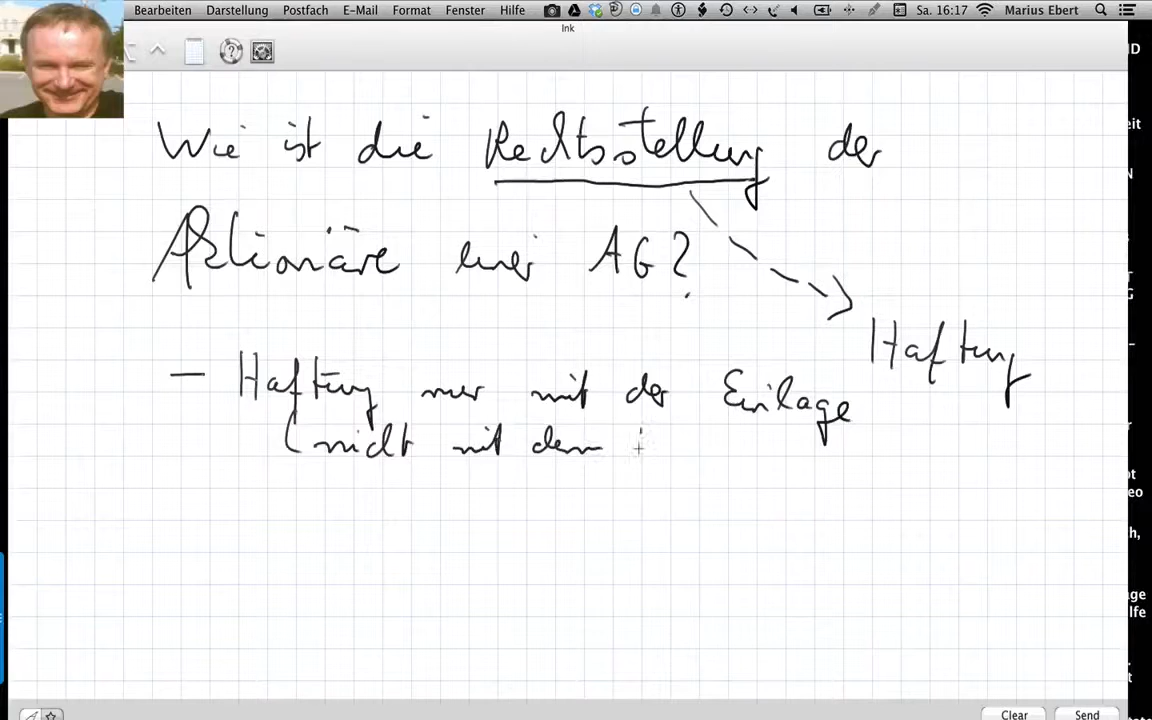 Bearbeiten Darstellung Postfach E-Mail Format Fenster Hilfe Sa. 16:17 Marius Ebert
Ink
Wie ist die Rechtsstellung der
Aktionäre einer AG?
Haftung
– Haftung nur mit der Einlage
(nicht mit dem
Clear Send